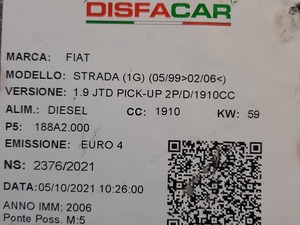 DISFACAR
MARCA: FIAT
MODELLO: STRADA (1G) (05/99>02/06<)
VERSIONE: 1.9 JTD PICK-UP 2P/D/1910CC
ALIM.: DIESEL CC: 1910 KW: 59
P5: 188A2.000
EMISSIONE: EURO 4
NS: 2376/2021
DATA:05/10/2021 10:26:00
ANNO IMM: 2006
Ponte Poss. M:5